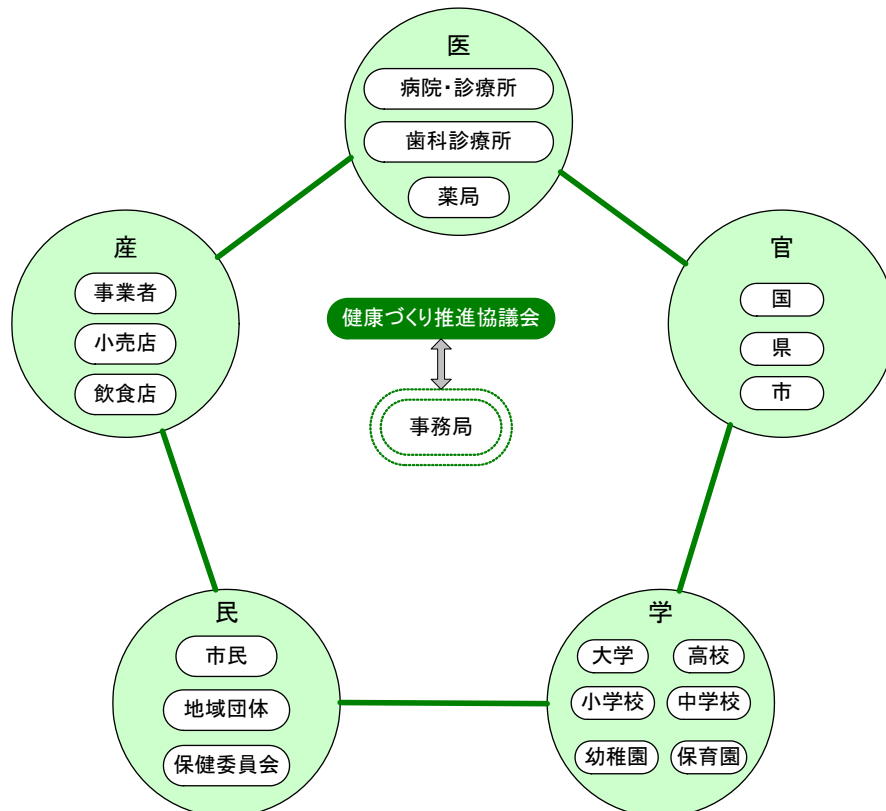 医
病院・診療所
歯科診療所
薬局
産
事業者
小売店
飲食店
官
国
県
市
健康づくり推進協議会
事務局
民
市民
地域団体
保健委員会
学
大学 高校
小学校 中学校
幼稚園 保育園